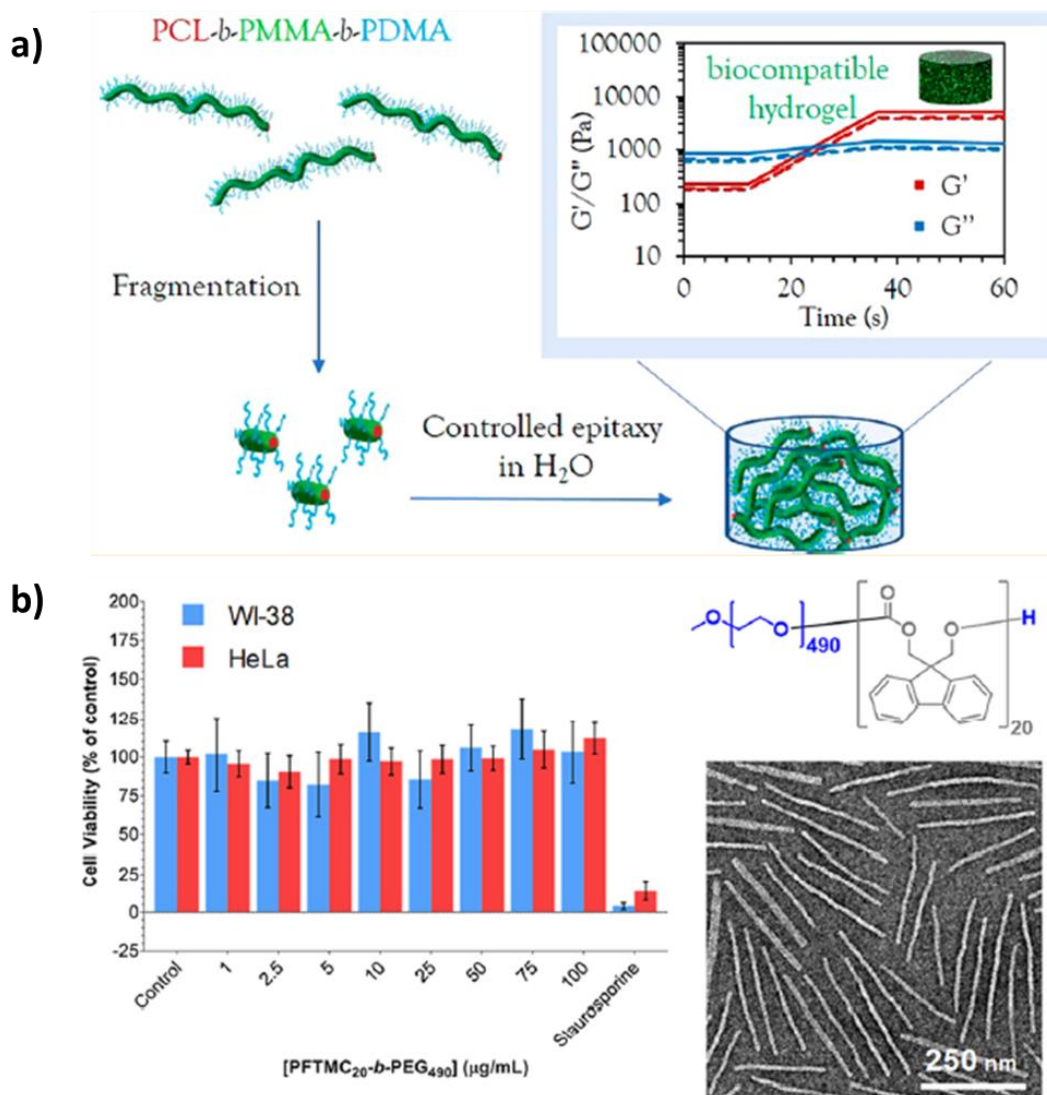 a)
PCL-b-PMMA-b-PDMA
Fragmentation
Controlled epitaxy
in H₂O
biocompatible
hydrogel
G'/G'' (Pa)
100000
10000
1000
100
10
G'
G''
0
20
40
60
Time (s)
b)
Cell Viability (% of control)
200
175
150
125
100
75
50
25
0
-25
WI-38
HeLa
Control
1
2.5
5
10
25
50
75
100
Staurosporine
[PFTMC₂₀-b-PEG₄₉₀] (µg/mL)
O
O
490
O
O
O
H
20
250 nm